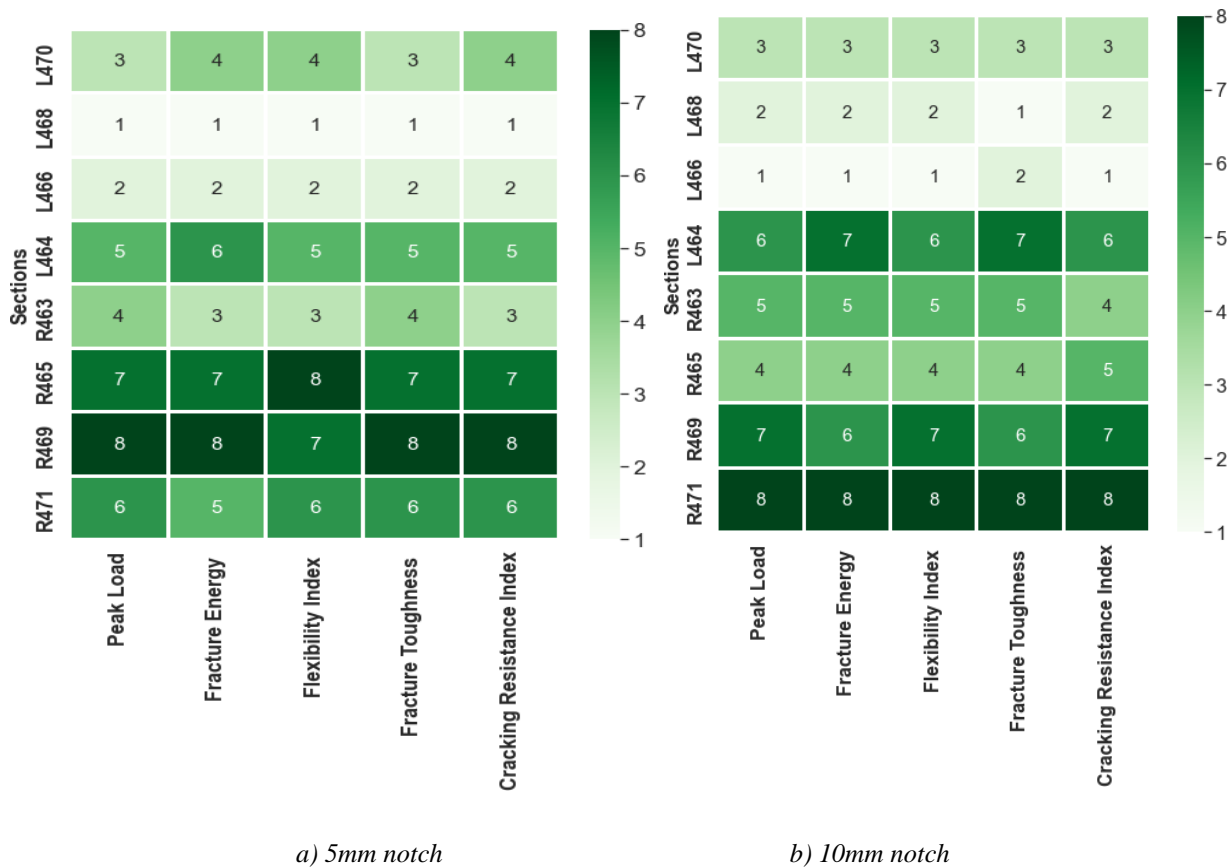 L470 3 4 4 3 4
L468 1 1 1 1 1
L466 2 2 2 2 2
L464 5 6 5 5 5
R463 4 3 3 4 3
R465 7 7 8 7 7
R469 8 8 7 8 8
R471 6 5 6 6 6
Sections
Peak Load
Fracture Energy
Flexibility Index
Fracture Toughness
Cracking Resistance Index
8
7
6
5
4
3
2
1
a) 5mm notch
L470 3 3 3 3 3
L468 2 2 2 1 2
L466 1 1 1 2 1
L464 6 7 6 7 6
R463 5 5 5 5 4
R465 4 4 4 4 5
R469 7 6 7 6 7
R471 8 8 8 8 8
Sections
Peak Load
Fracture Energy
Flexibility Index
Fracture Toughness
Cracking Resistance Index
8
7
6
5
4
3
2
1
b) 10mm notch